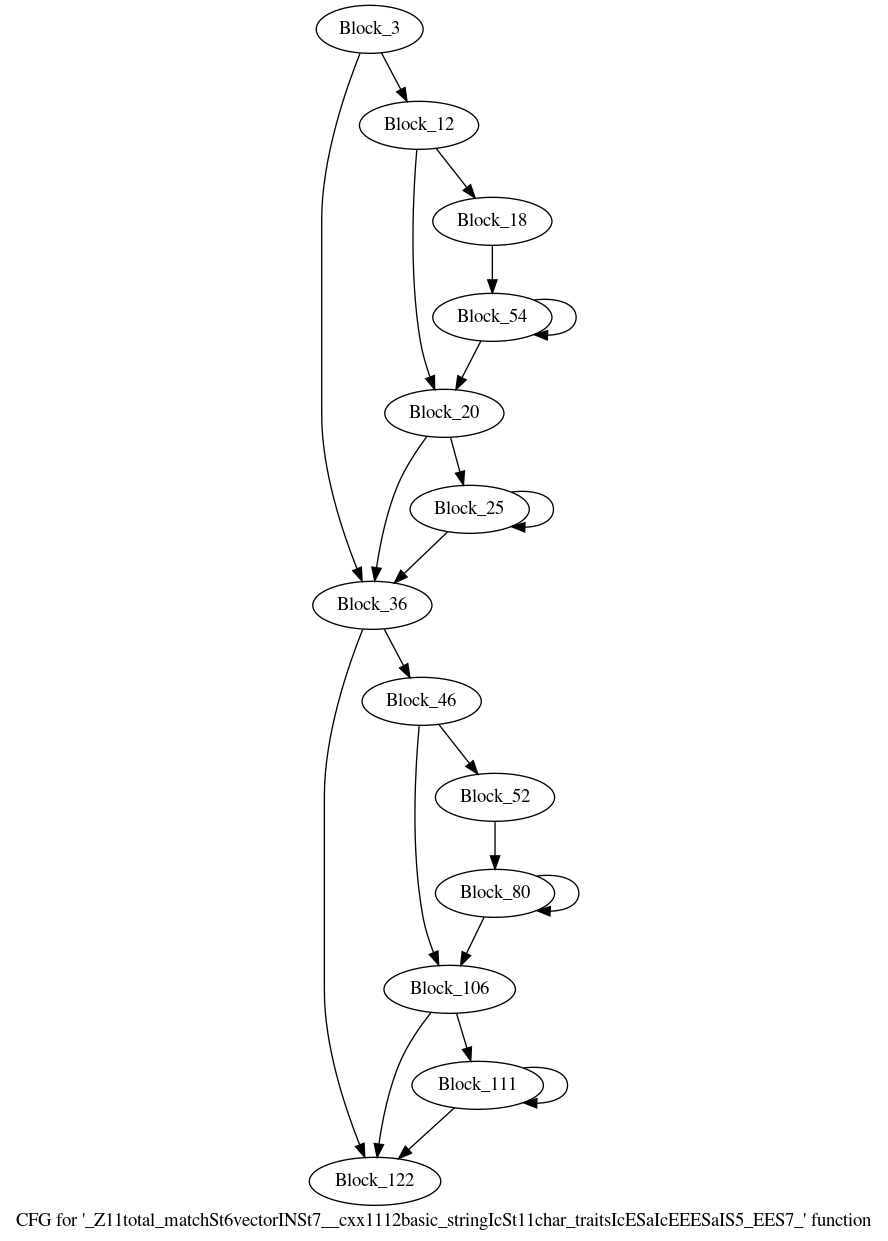 Block_3
Block_12
Block_18
Block_54
Block_20
Block_25
Block_36
Block_46
Block_52
Block_80
Block_106
Block_111
Block_122
CFG for '_Z11total_matchSt6vectorINSt7__cxx1112basic_stringIcSt11char_traitsIcESaIcEEESaIS5_EES7_' function